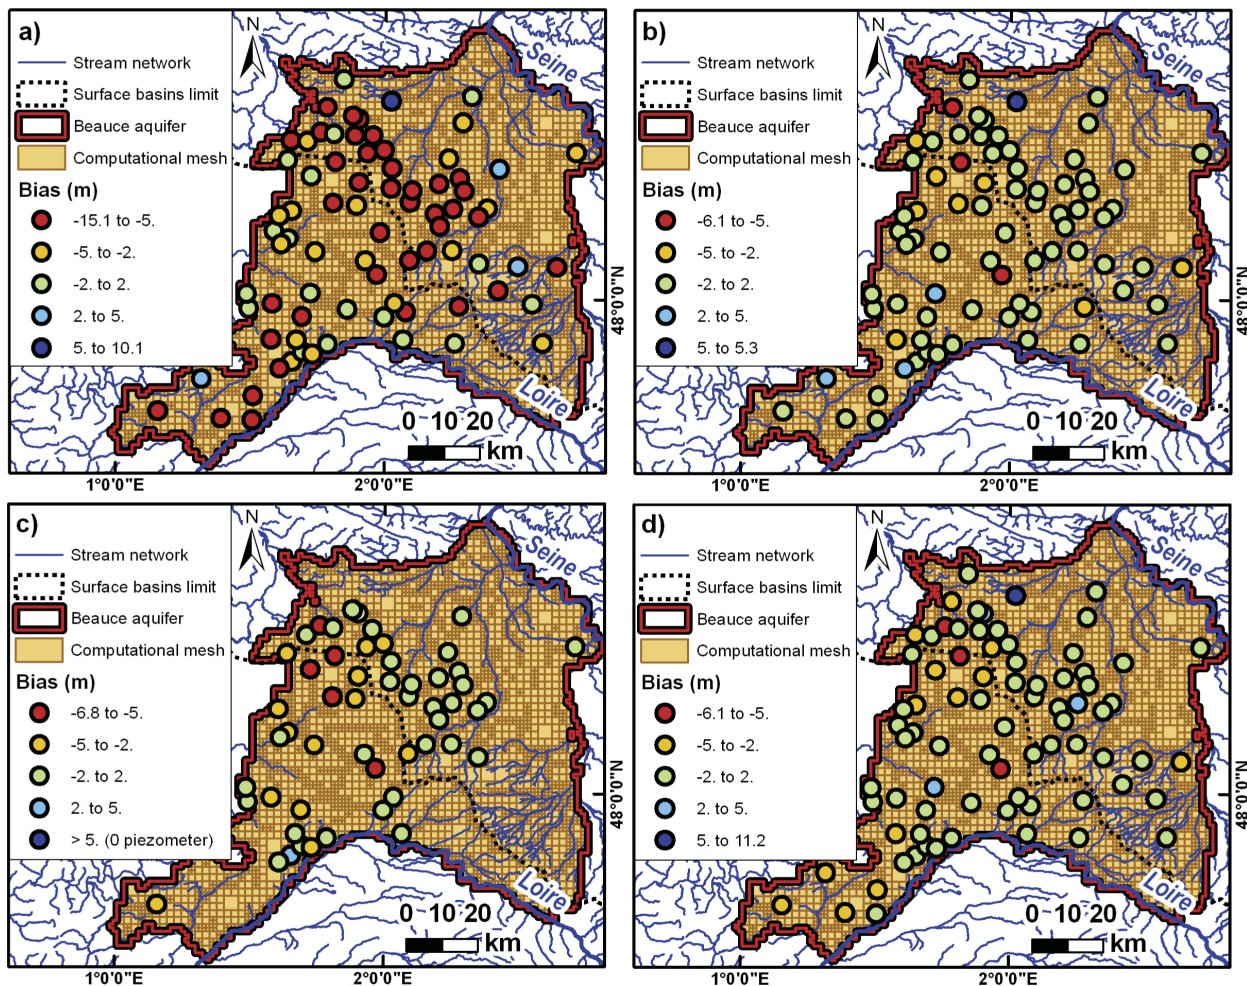 a)
N
Seine
Stream network
Surface basins limit
Beauce aquifer
Computational mesh
Bias (m)
-15.1 to -5.
-5. to -2.
-2. to 2.
2. to 5.
5. to 10.1
Loire
0 10 20
km
1°0'0"E
2°0'0"E
b)
N
Seine
Stream network
Surface basins limit
Beauce aquifer
Computational mesh
Bias (m)
-6.1 to -5.
-5. to -2.
-2. to 2.
2. to 5.
5. to 5.3
48°0'0"N
Loire
0 10 20
km
1°0'0"E
2°0'0"E
48°0'0"N
c)
N
Seine
Stream network
Surface basins limit
Beauce aquifer
Computational mesh
Bias (m)
-6.8 to -5.
-5. to -2.
-2. to 2.
2. to 5.
> 5. (0 piezometer)
Loire
0 10 20
km
1°0'0"E
2°0'0"E
d)
N
Seine
Stream network
Surface basins limit
Beauce aquifer
Computational mesh
Bias (m)
-6.1 to -5.
-5. to -2.
-2. to 2.
2. to 5.
5. to 11.2
48°0'0"N
Loire
0 10 20
km
1°0'0"E
2°0'0"E
48°0'0"N